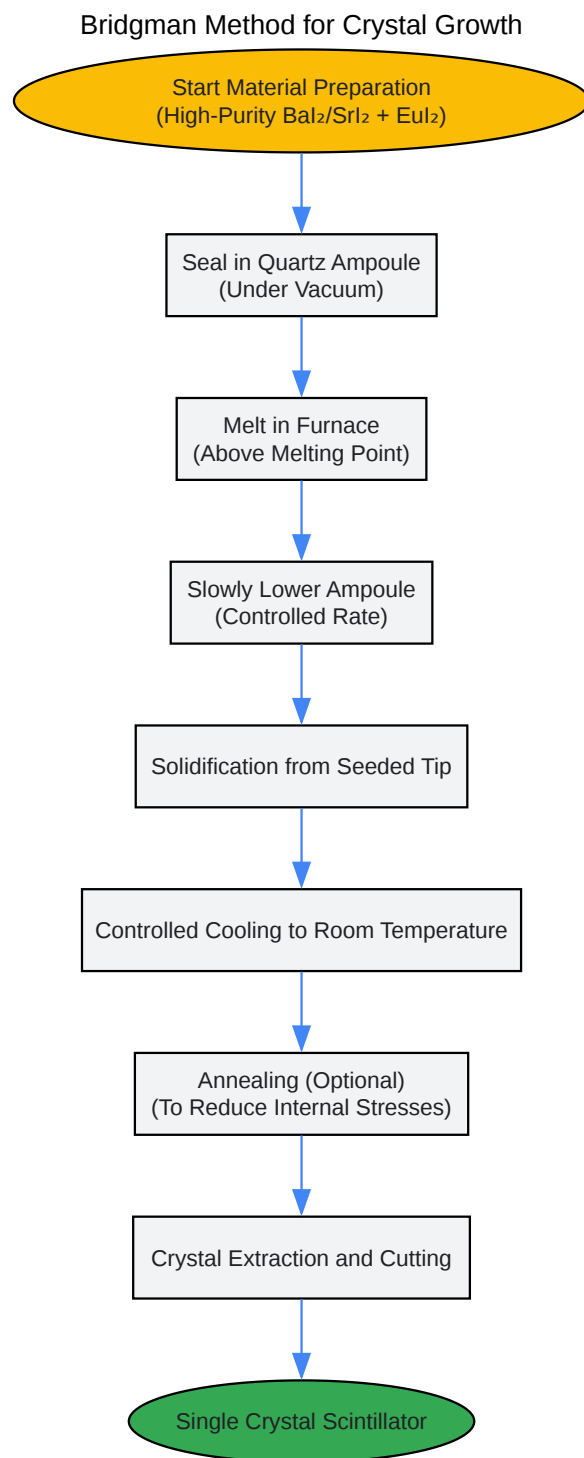 Bridgman Method for Crystal Growth
Start Material Preparation
(High-Purity BaI₂/SrI₂ + EuI₂)
Seal in Quartz Ampoule
(Under Vacuum)
Melt in Furnace
(Above Melting Point)
Slowly Lower Ampoule
(Controlled Rate)
Solidification from Seeded Tip
Controlled Cooling to Room Temperature
Annealing (Optional)
(To Reduce Internal Stresses)
Crystal Extraction and Cutting
Single Crystal Scintillator